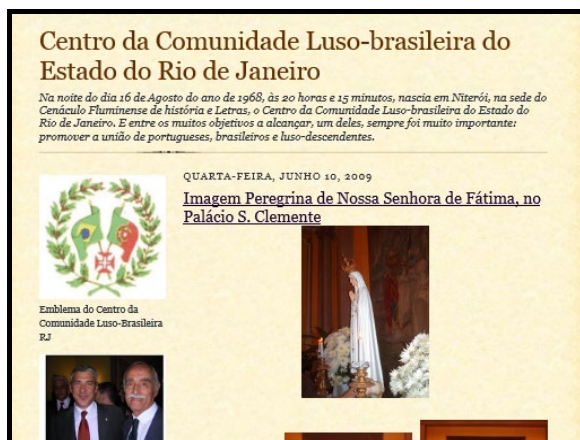 Centro da Comunidade Luso-brasileira do
Estado do Rio de Janeiro
Na noite do dia 16 de Agosto do ano de 1968, às 20 horas e 15 minutos, nascia em Niterói, na sede do
Cenáculo Fluminense de história e Letras, o Centro da Comunidade Luso-brasileira do Estado do
Rio de Janeiro. E entre os muitos objetivos a alcançar, um deles, sempre foi muito importante:
promover a união de portugueses, brasileiros e luso-descendentes.
QUARTA-FEIRA, JUNHO 10, 2009
Imagem Peregrina de Nossa Senhora de Fátima, no
Palácio S. Clemente
Emblema do Centro da
Comunidade Luso-Brasileira
RJ